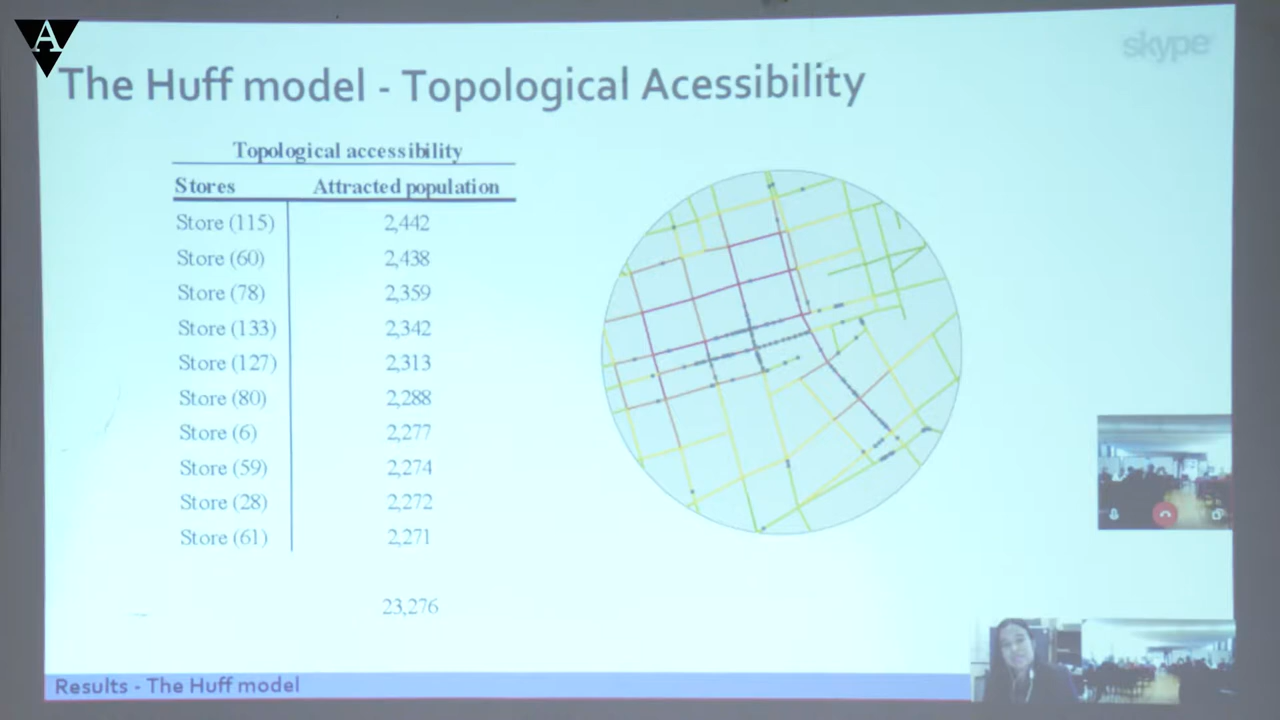 A
skype
The Huff model - Topological Acessibility
Topological accessibility
Stores Attracted population
Store (115) 2,442
Store (60) 2,438
Store (78) 2,359
Store (133) 2,342
Store (127) 2,313
Store (80) 2,288
Store (6) 2,277
Store (59) 2,274
Store (28) 2,272
Store (61) 2,271
23,276
Results - The Huff model